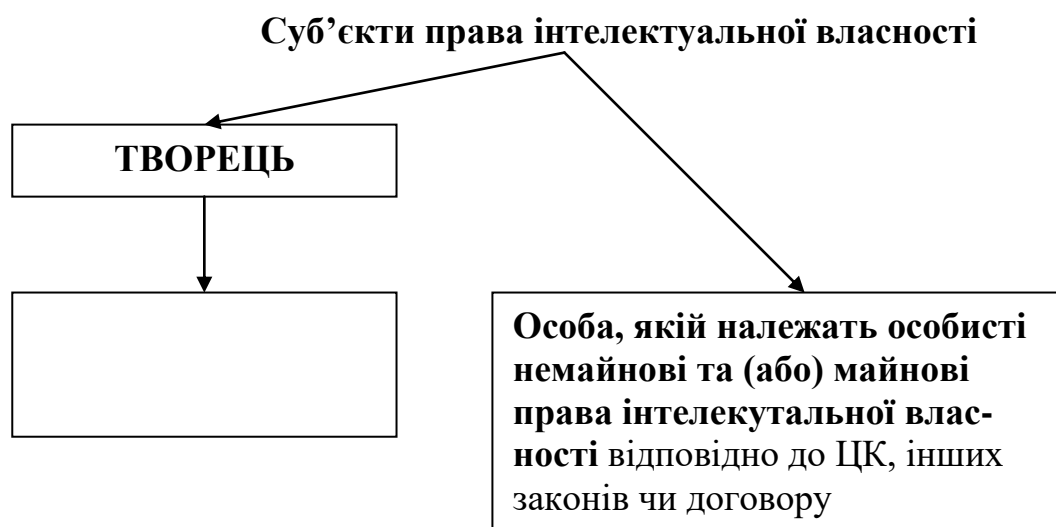 Суб’єкти права інтелектуальної власності
ТВОРЕЦЬ
Особа, якій належать особисті
немайнові та (або) майнові
права інтелекутальної влас-
ності відповідно до ЦК, інших
законів чи договору